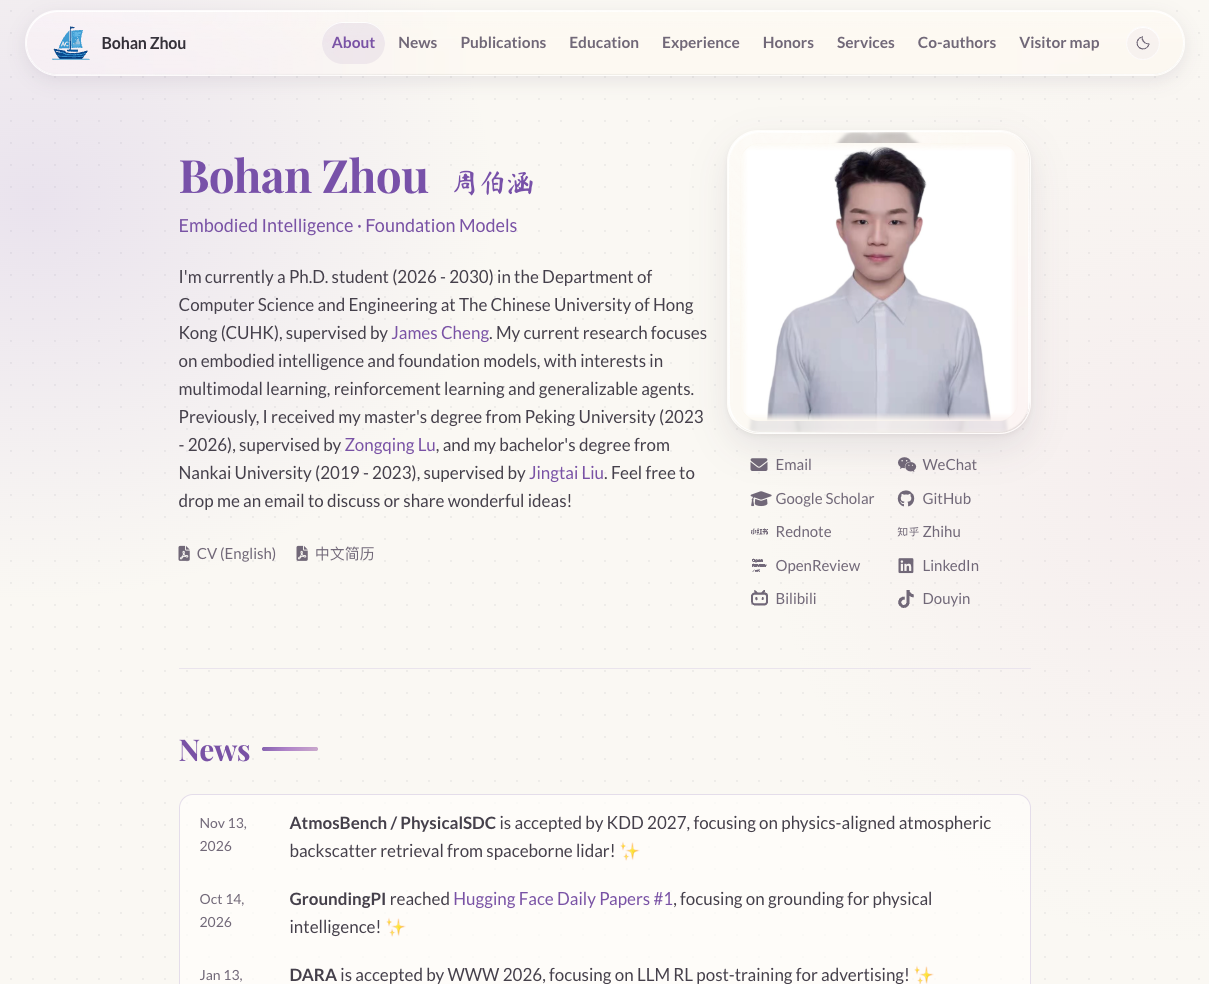 Bohan Zhou
About
News
Publications
Education
Experience
Honors
Services
Co-authors
Visitor map
Bohan Zhou 周伯涵
Embodied Intelligence · Foundation Models
I'm currently a Ph.D. student (2026 - 2030) in the Department of
Computer Science and Engineering at The Chinese University of Hong
Kong (CUHK), supervised by James Cheng. My current research focuses
on embodied intelligence and foundation models, with interests in
multimodal learning, reinforcement learning and generalizable agents.
Previously, I received my master's degree from Peking University (2023
- 2026), supervised by Zongqing Lu, and my bachelor's degree from
Nankai University (2019 - 2023), supervised by Jingtai Liu. Feel free to
drop me an email to discuss or share wonderful ideas!
CV (English)
中文简历
Email
WeChat
Google Scholar
GitHub
小红书 Rednote
知乎 Zhihu
OpenReview
LinkedIn
Bilibili
Douyin
News
Nov 13,
2026
AtmosBench / PhysicalSDC is accepted by KDD 2027, focusing on physics-aligned atmospheric
backscatter retrieval from spaceborne lidar! ✨
Oct 14,
2026
GroundingPI reached Hugging Face Daily Papers #1, focusing on grounding for physical
intelligence! ✨
Jan 13,
DARA is accepted by WWW 2026, focusing on LLM RL post-training for advertising! ✨